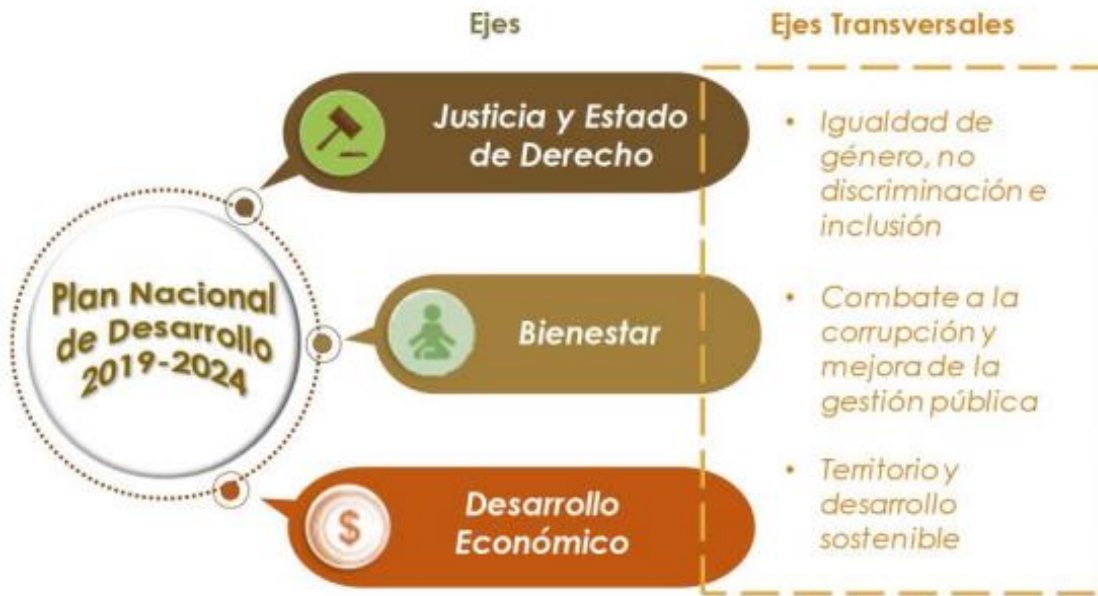 Ejes
Ejes Transversales
Plan Nacional
de Desarrollo
2019-2024
Justicia y Estado
de Derecho
Bienestar
$
Desarrollo
Económico
• Igualdad de
género, no
discriminación e
inclusión
• Combate a la
corrupción y
mejora de la
gestión pública
• Territorio y
desarrollo
sostenible